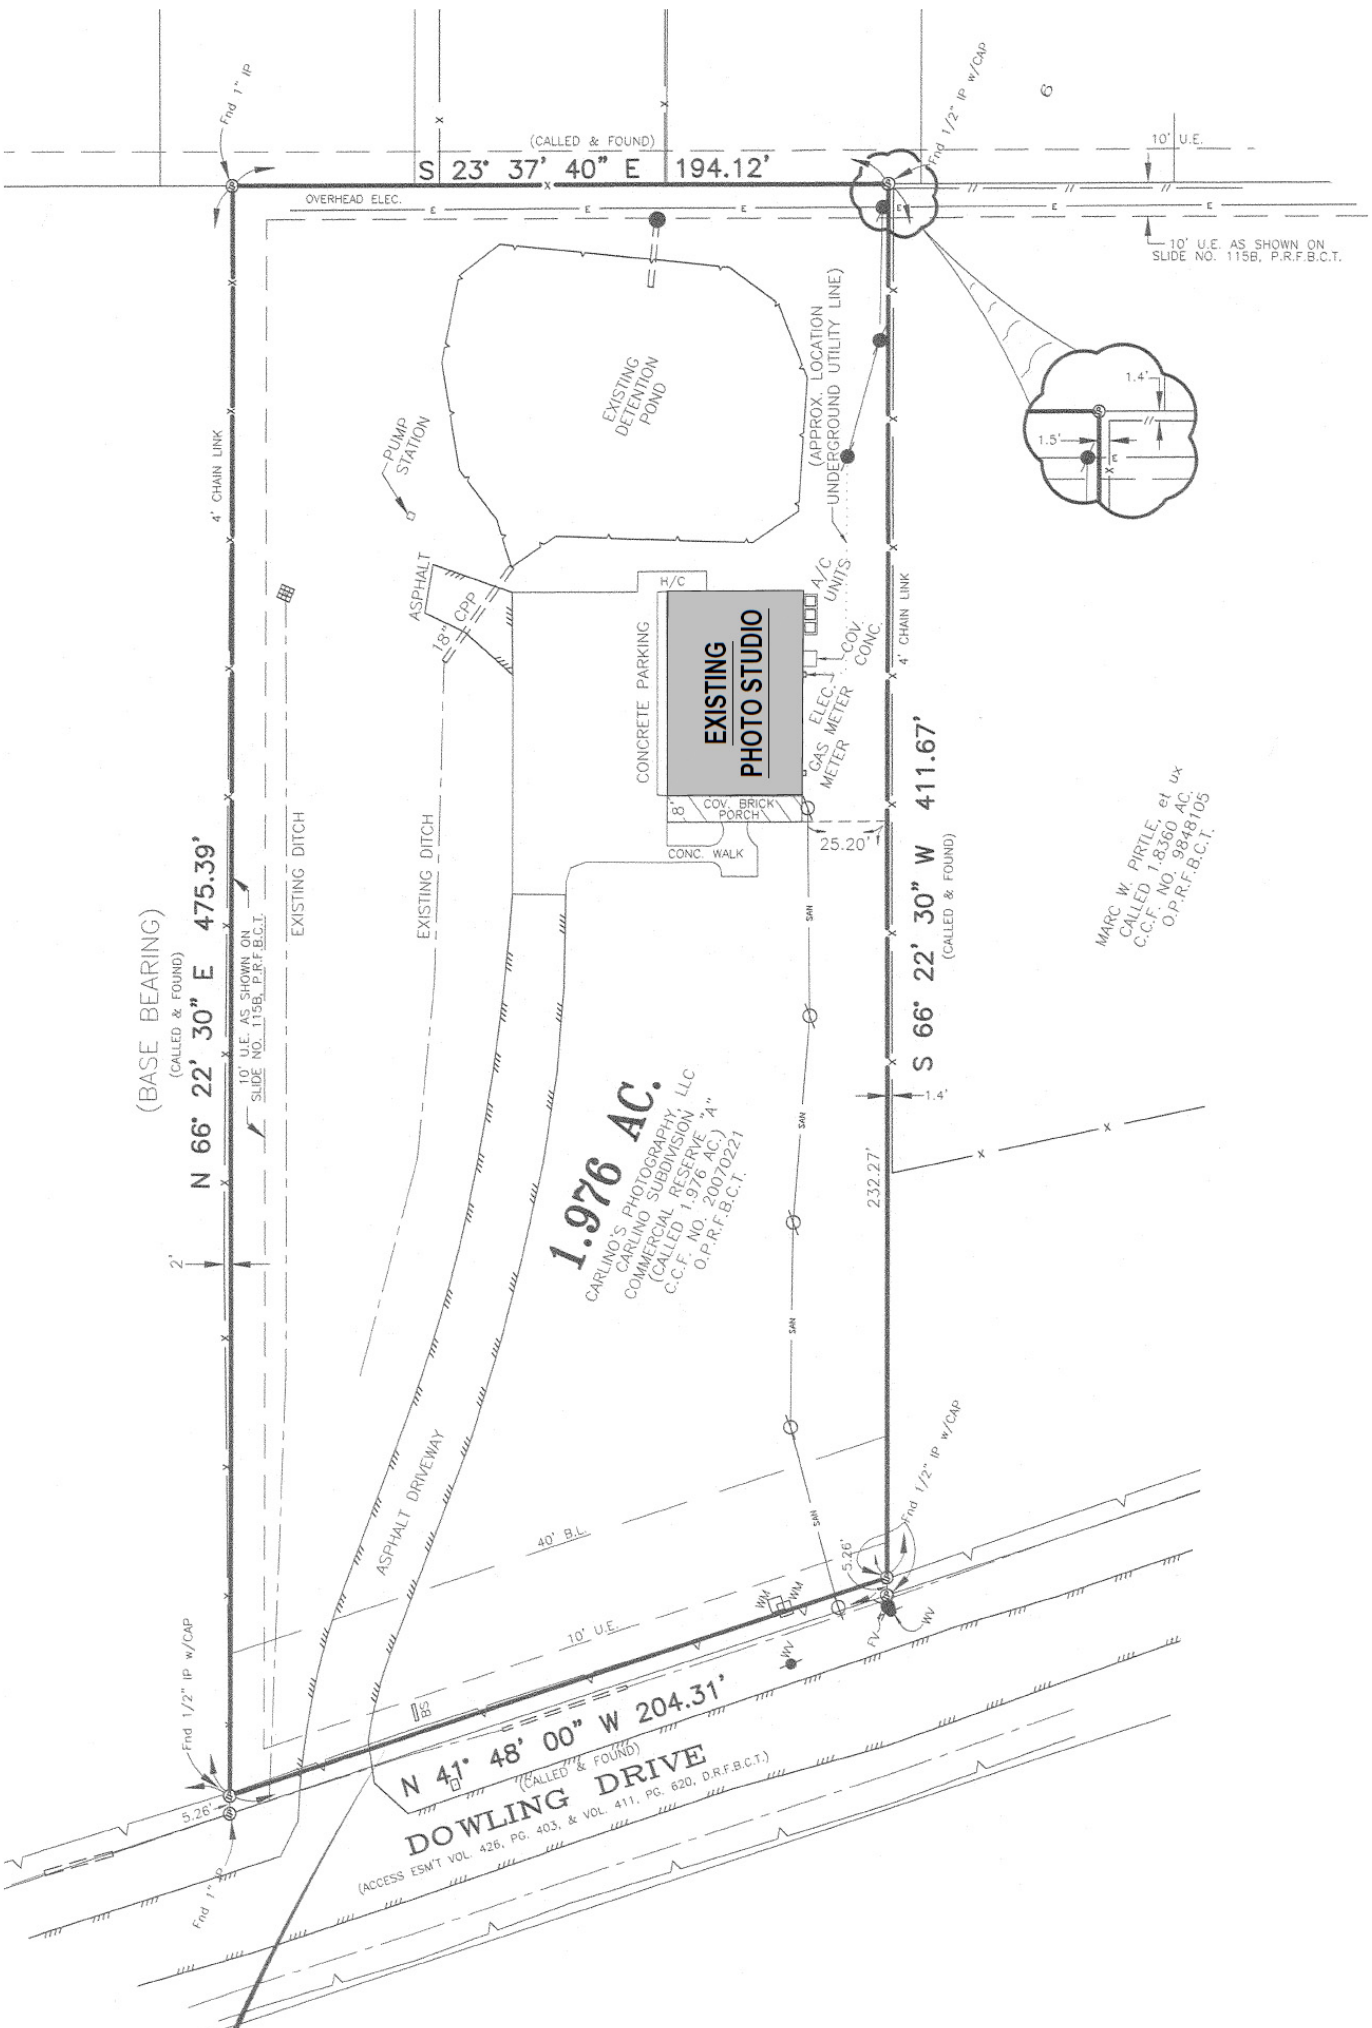 Fnd 1" IP
(CALLED & FOUND)
S 23° 37' 40" E 194.12'
Fnd 1/2" IP w/CAP
6
10' U.E.
OVERHEAD ELEC.
E
E
E
E
E
E
10' U.E. AS SHOWN ON
SLIDE NO. 115B, P.R.F.B.C.T.
EXISTING
DETENTION
POND
(APPROX. LOCATION
UNDERGROUND UTILITY LINE)
1.4'
1.5'
E
PUMP
STATION
4' CHAIN LINK
ASPHALT
18" CPP
H/C
A/C
UNITS
CONCRETE PARKING
EXISTING
PHOTO STUDIO
COV.
CONC.
4' CHAIN LINK
ELEC.
METER
GAS METER
8'
COV. BRICK
PORCH
CONC. WALK
25.20'
EXISTING DITCH
EXISTING DITCH
(BASE BEARING)
(CALLED & FOUND)
N 66° 22' 30" E 475.39'
10' U.E. AS SHOWN ON
SLIDE NO. 115B, P.R.F.B.C.T.
S 66° 22' 30" W 411.67'
(CALLED & FOUND)
MARC W. PIRTLE, et ux
CALLED 1.8360 AC.
C.C.F. NO. 9848105
O.P.R.F.B.C.T.
SAN
SAN
SAN
SAN
1.4'
232.27'
2'
1.976 AC.
CARLINO'S PHOTOGRAPHY, LLC
CARLINO SUBDIVISION
COMMERCIAL RESERVE "A"
(CALLED 1.976 AC.)
C.C.F. NO. 20070221
O.P.R.F.B.C.T.
ASPHALT DRIVEWAY
40' B.L.
Fnd 1/2" IP w/CAP
5.26'
WM
WM
10' U.E.
WV
FV
WV
BS
Fnd 1/2" IP w/CAP
5.26'
Fnd 1" IP
N 41° 48' 00" W 204.31'
(CALLED & FOUND)
DOWLING DRIVE
(ACCESS ESM'T VOL. 426, PG. 403, & VOL. 411, PG. 620, D.R.F.B.C.T.)